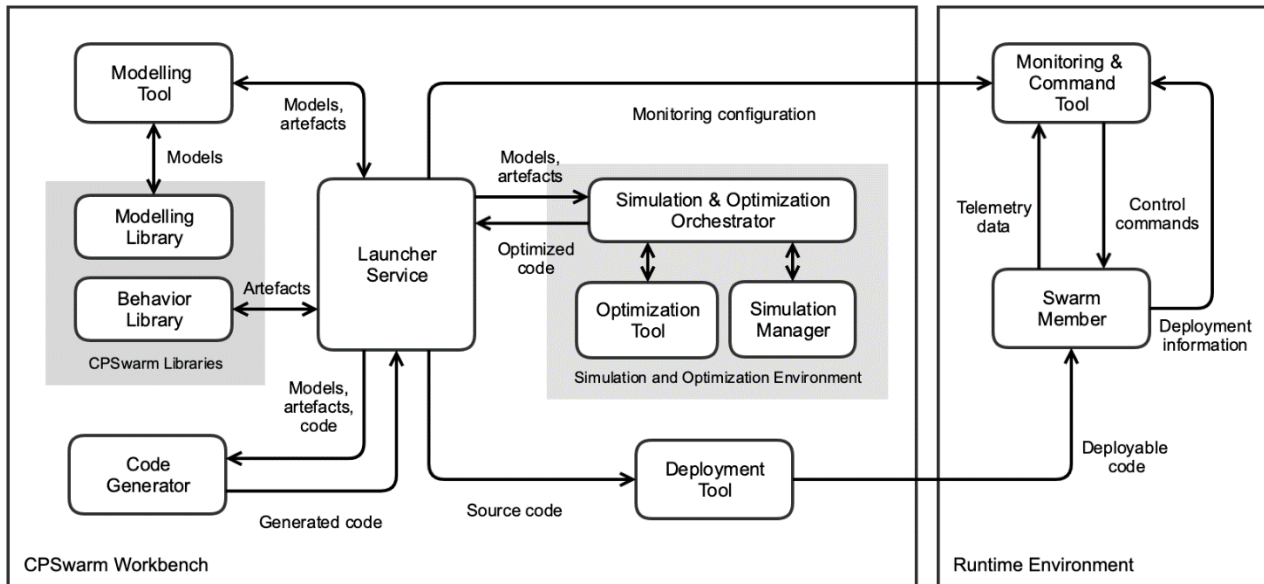 Modelling
Tool
Models,
artefacts
Models
Modelling
Library
Behavior
Library
CPSwarm Libraries
Artefacts
Launcher
Service
Models,
artefacts,
code
Code
Generator
Generated code
Monitoring configuration
Models,
artefacts
Optimized
code
Simulation & Optimization
Orchestrator
Optimization
Tool
Simulation
Manager
Simulation and Optimization Environment
Source code
Deployment
Tool
CPSwarm Workbench
Monitoring &
Command
Tool
Telemetry
data
Control
commands
Swarm
Member
Deployment
information
Deployable
code
Runtime Environment